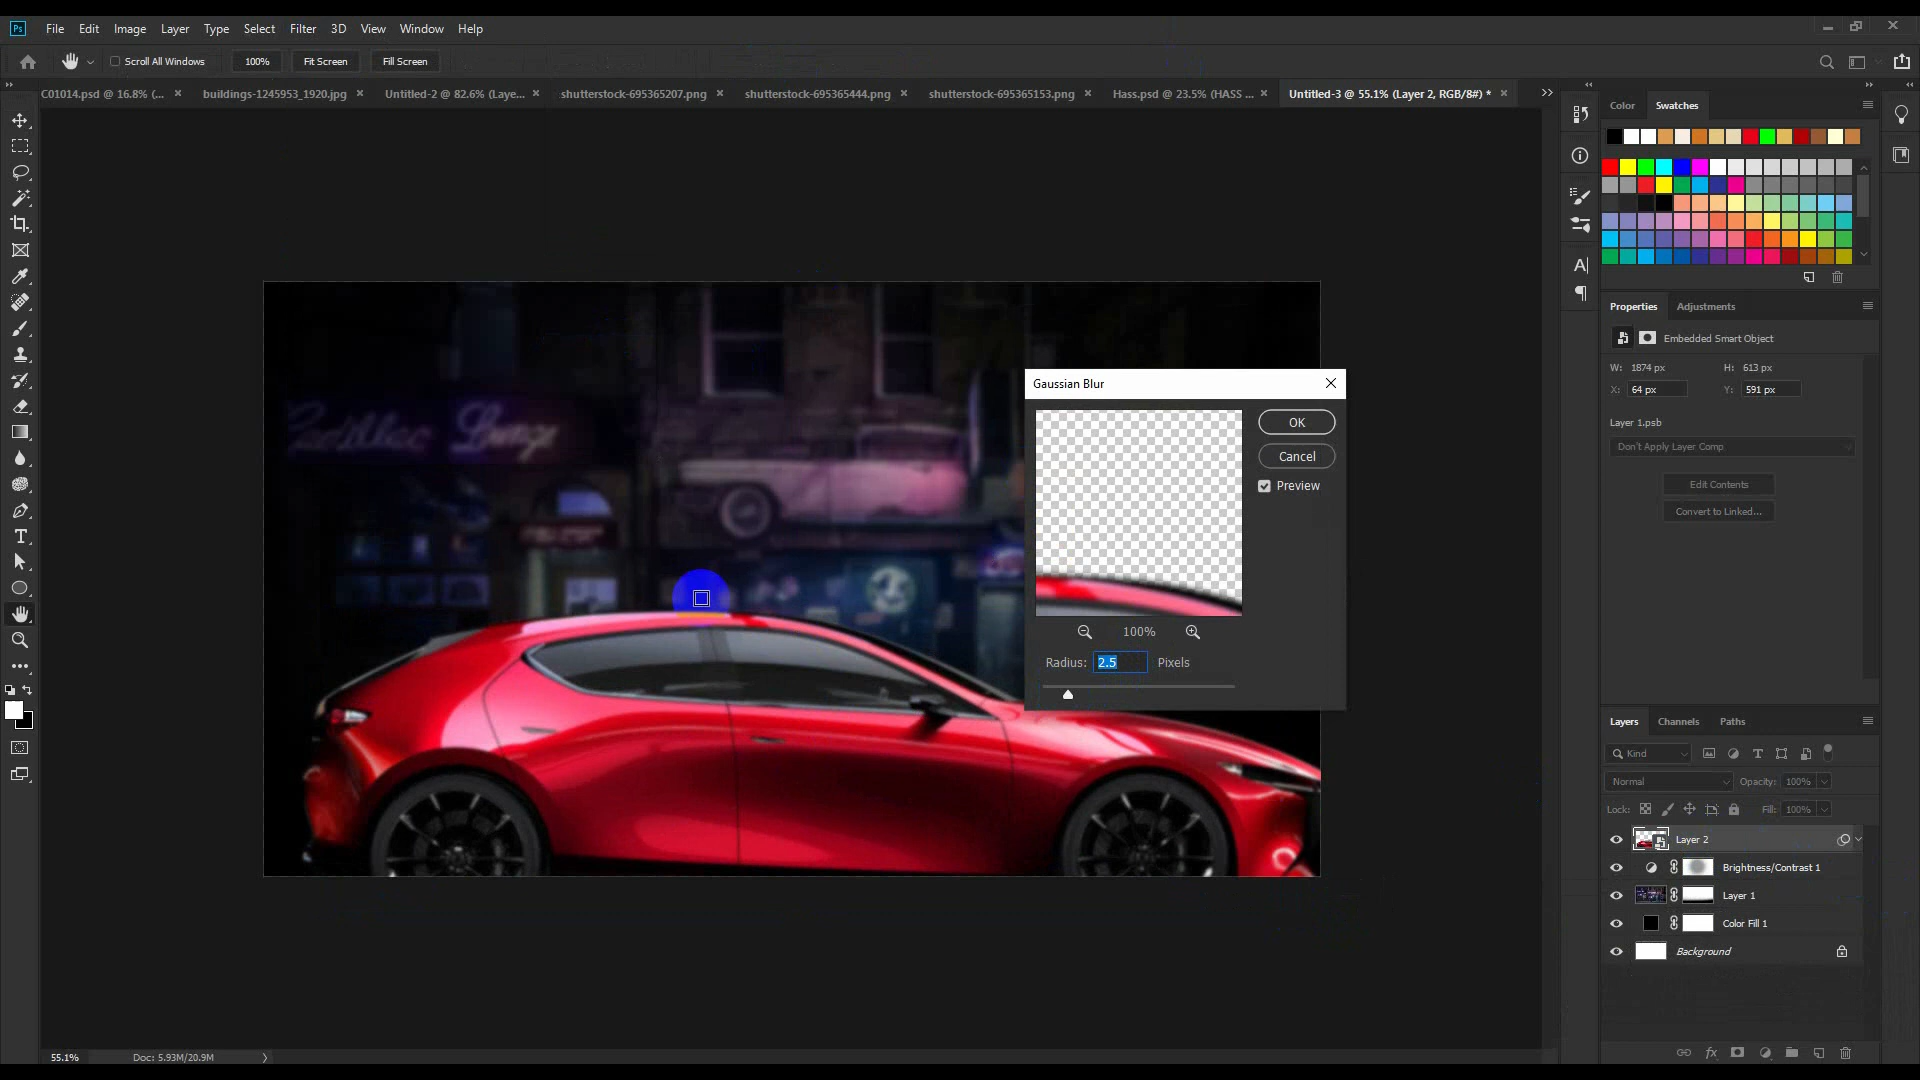 Ps File Edit Image Layer Type Select Filter 3D View Window Help
Scroll All Windows 100% Fit Screen Fill Screen
C01014.psd @ 16.8% (... × buildings-1245953_1920.jpg × Untitled-2 @ 82.6% (Laye... × shutterstock-695365207.png × shutterstock-695365444.png × shutterstock-695365153.png × Hass.psd @ 23.5% (HASS ... × Untitled-3 @ 55.1% (Layer 2, RGB/8#) * ×
Color Swatches
Properties Adjustments
Embedded Smart Object
W: 1874 px H: 613 px
X: 64 px Y: 591 px
Layer 1.psb
Don't Apply Layer Comp
Edit Contents
Convert to Linked...
Cadillac Lounge
Gaussian Blur
OK
Cancel
Preview
100%
Radius: 2.5 Pixels
Layers Channels Paths
Kind
Normal Opacity: 100%
Lock: Fill: 100%
Layer 2
Brightness/Contrast 1
Layer 1
Color Fill 1
Background
55.1% Doc: 5.93M/20.9M